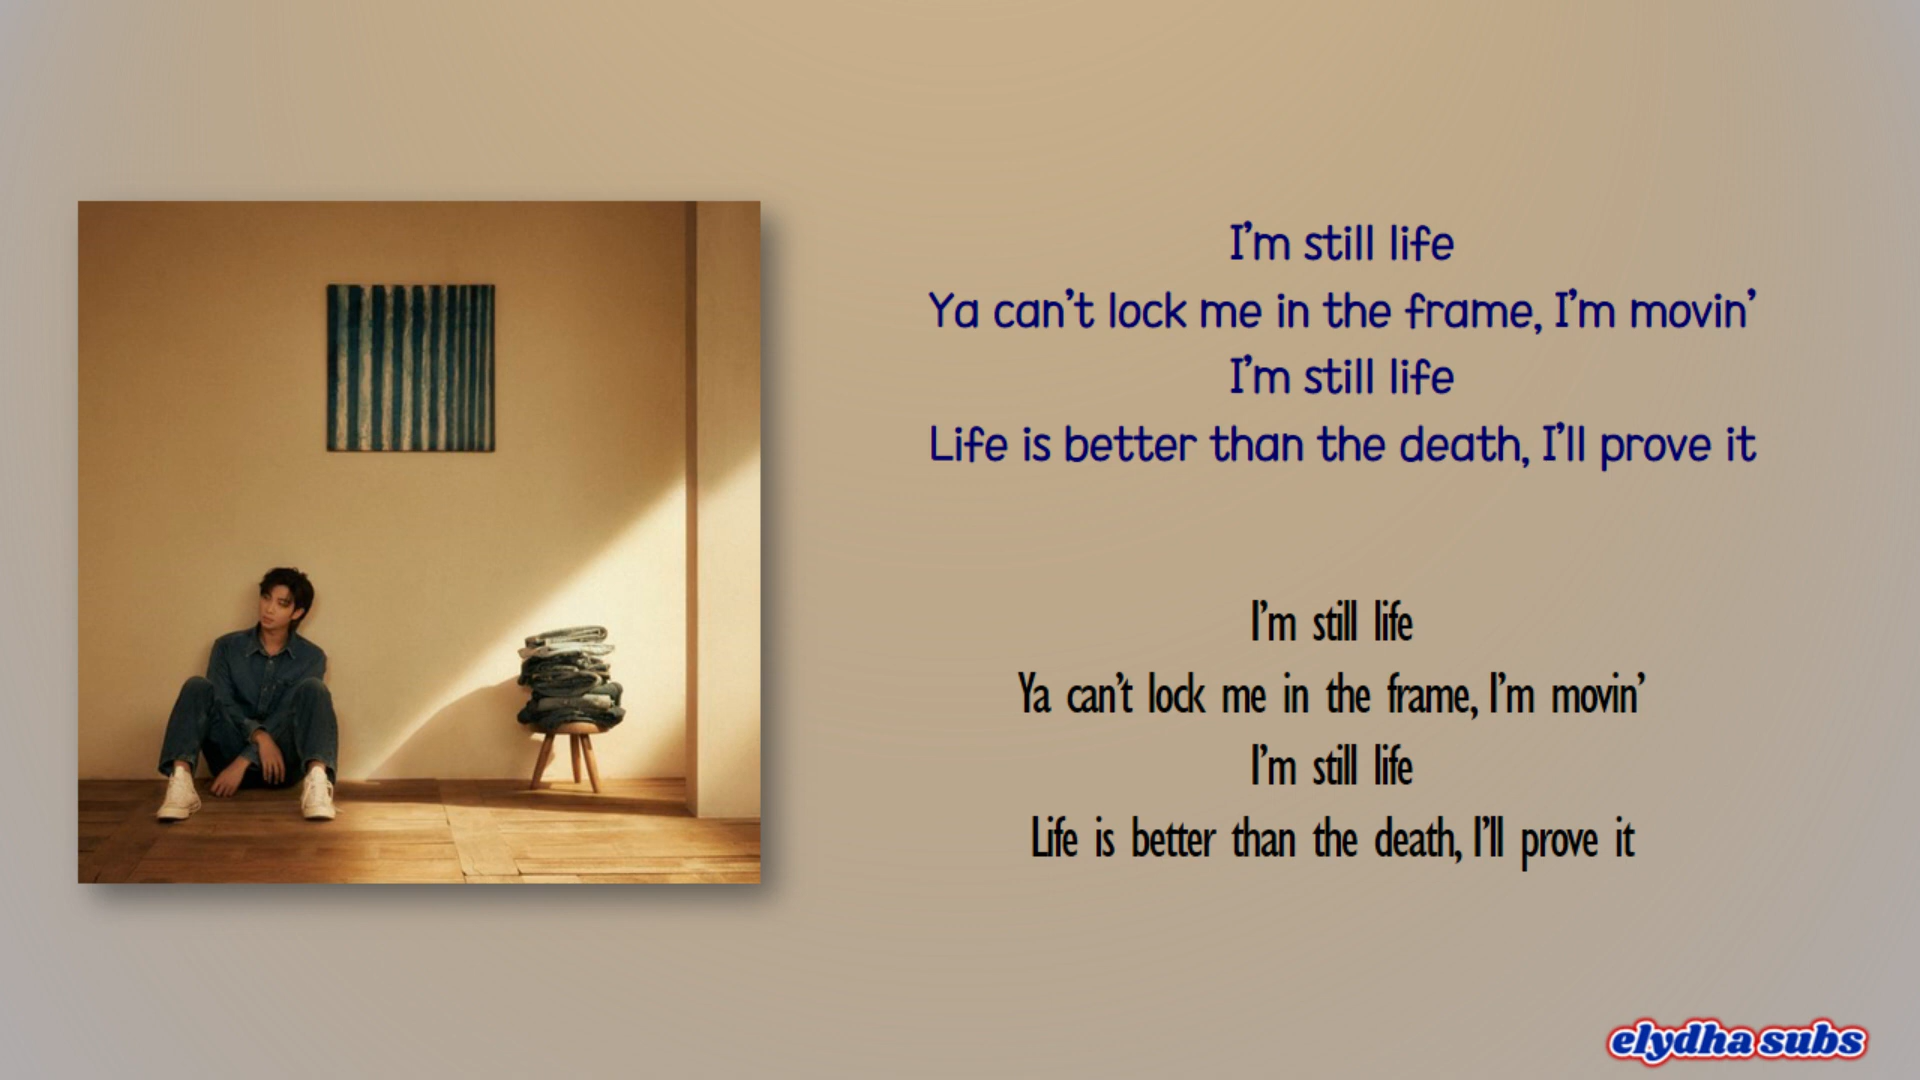 I'm still life
Ya can't lock me in the frame, I'm movin'
I'm still life
Life is better than the death, I'll prove it
I'm still life
Ya can't lock me in the frame, I'm movin'
I'm still life
Life is better than the death, I'll prove it
elydha subs